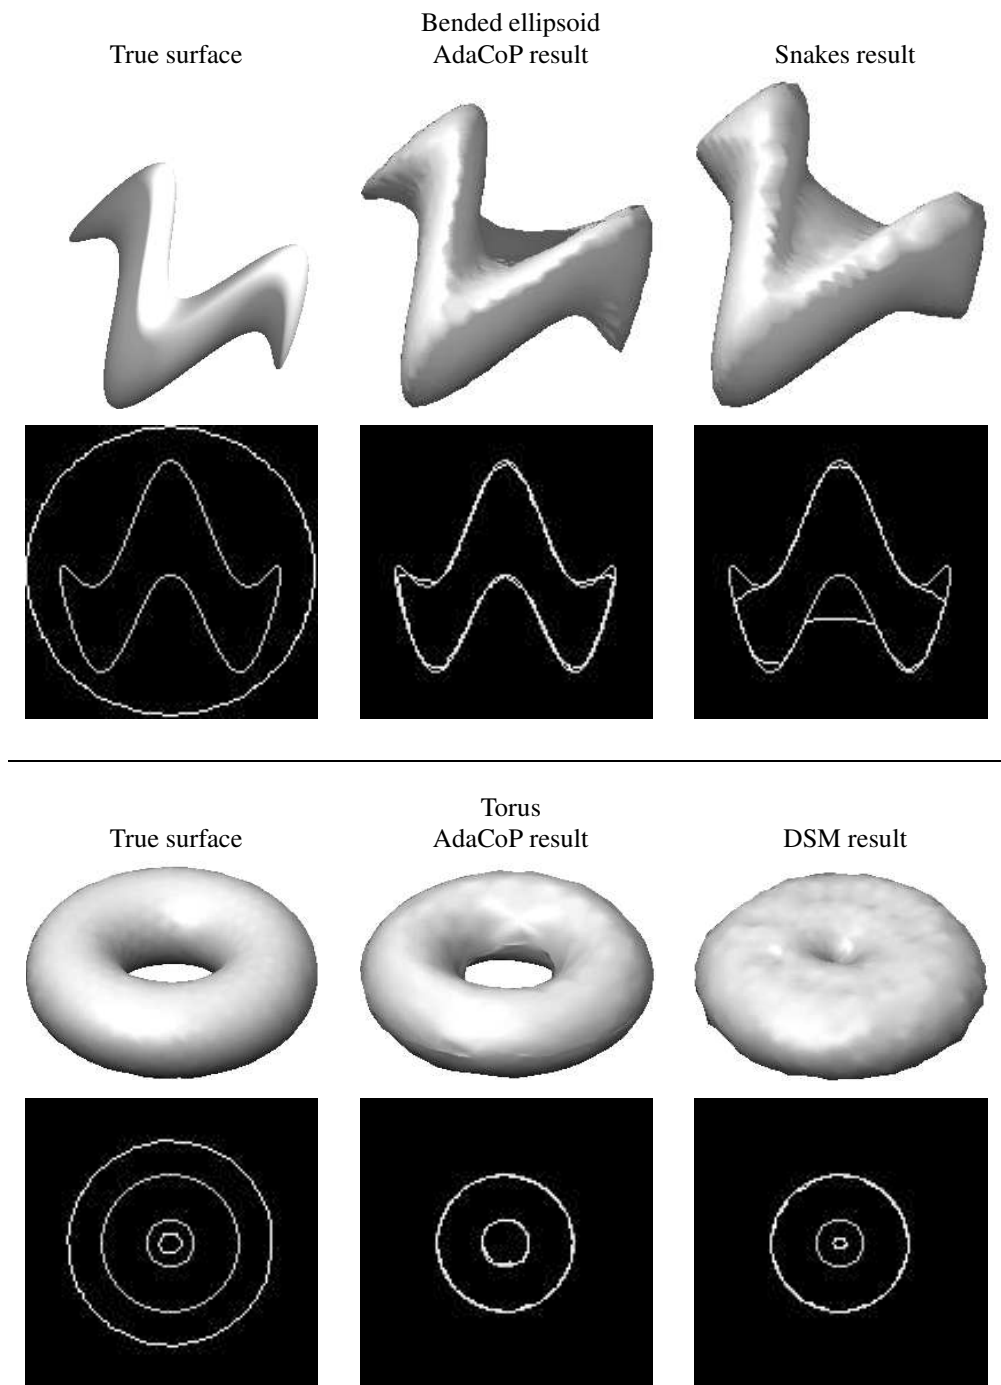 Bended ellipsoid
True surface
AdaCoP result
Snakes result
Torus
True surface
AdaCoP result
DSM result